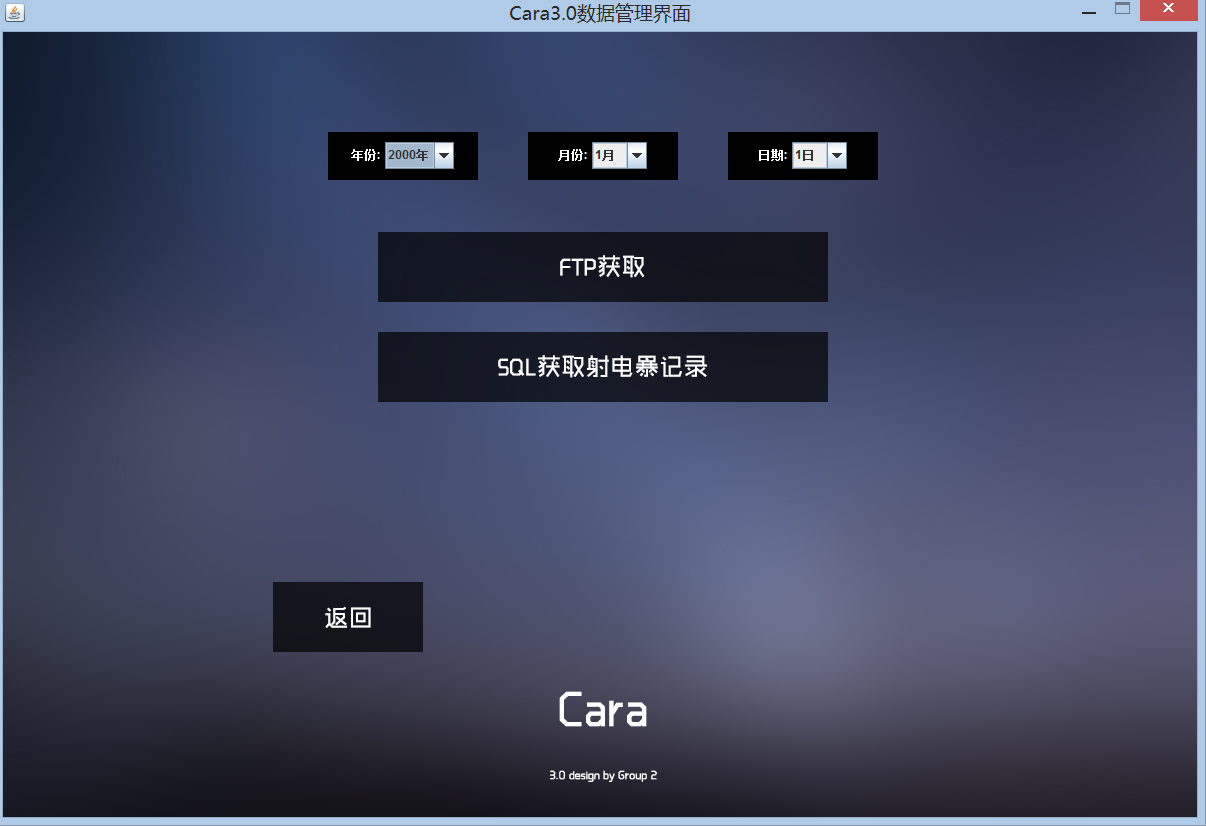 Cara3.0数据管理界面
年份: 2000年 月份: 1月 日期: 1日
FTP获取
SQL获取射电暴记录
返回
Cara
3.0 design by Group 2